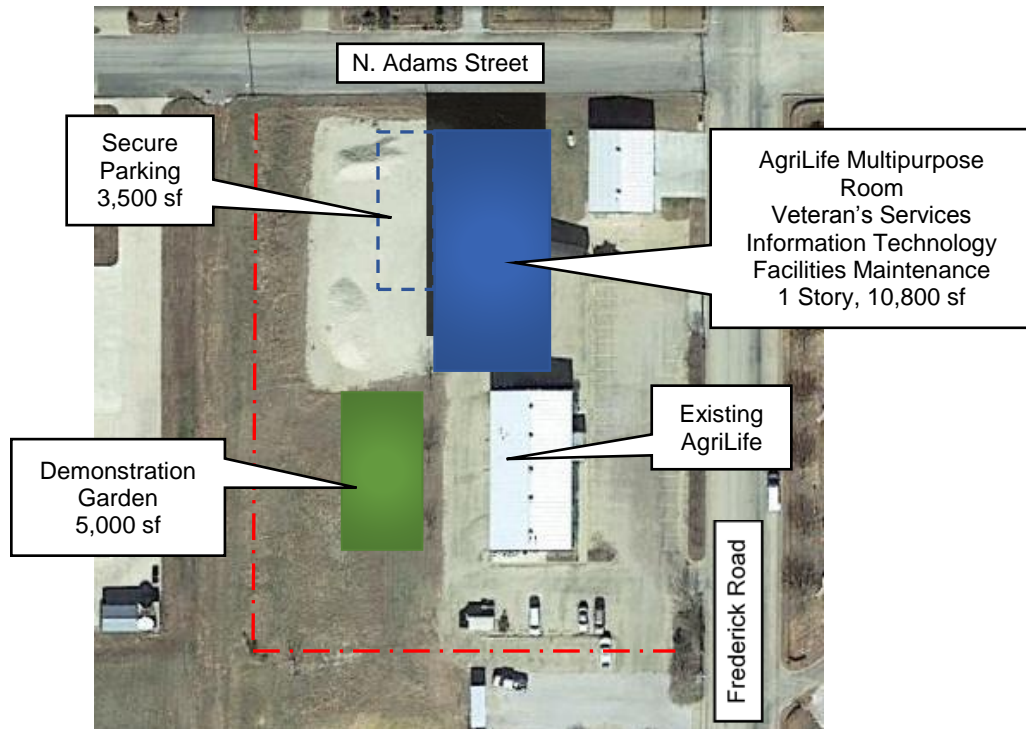 N. Adams Street
Secure
Parking
3,500 sf
AgriLife Multipurpose
Room
Veteran’s Services
Information Technology
Facilities Maintenance
1 Story, 10,800 sf
Existing
AgriLife
Demonstration
Garden
5,000 sf
Frederick Road